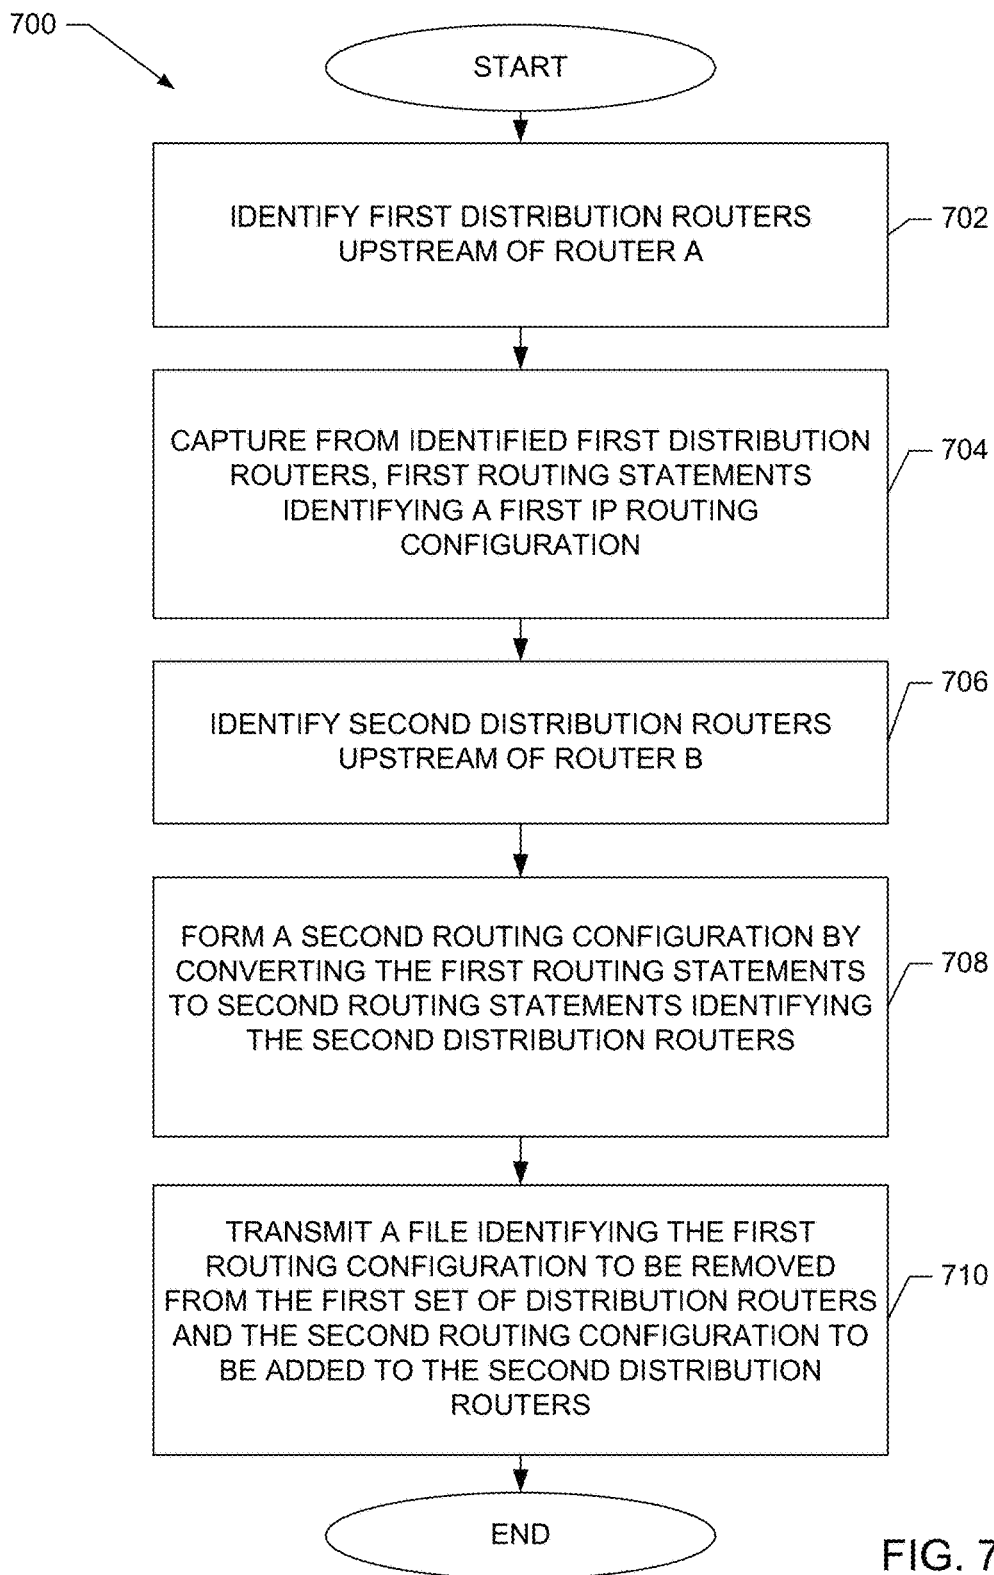 700
START
IDENTIFY FIRST DISTRIBUTION ROUTERS
UPSTREAM OF ROUTER A
702
CAPTURE FROM IDENTIFIED FIRST DISTRIBUTION
ROUTERS, FIRST ROUTING STATEMENTS
IDENTIFYING A FIRST IP ROUTING
CONFIGURATION
704
IDENTIFY SECOND DISTRIBUTION ROUTERS
UPSTREAM OF ROUTER B
706
FORM A SECOND ROUTING CONFIGURATION BY
CONVERTING THE FIRST ROUTING STATEMENTS
TO SECOND ROUTING STATEMENTS IDENTIFYING
THE SECOND DISTRIBUTION ROUTERS
708
TRANSMIT A FILE IDENTIFYING THE FIRST
ROUTING CONFIGURATION TO BE REMOVED
FROM THE FIRST SET OF DISTRIBUTION ROUTERS
AND THE SECOND ROUTING CONFIGURATION TO
BE ADDED TO THE SECOND DISTRIBUTION
ROUTERS
710
END
FIG. 7